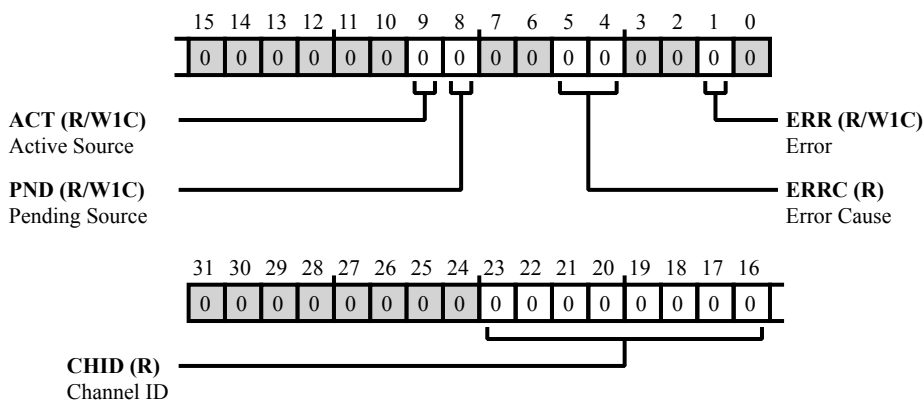 15 14 13 12 11 10 9 8 7 6 5 4 3 2 1 0
0 0 0 0 0 0 0 0 0 0 0 0 0 0 0 0
ACT (R/W1C)
Active Source
ERR (R/W1C)
Error
PND (R/W1C)
Pending Source
ERRC (R)
Error Cause
31 30 29 28 27 26 25 24 23 22 21 20 19 18 17 16
0 0 0 0 0 0 0 0 0 0 0 0 0 0 0 0
CHID (R)
Channel ID